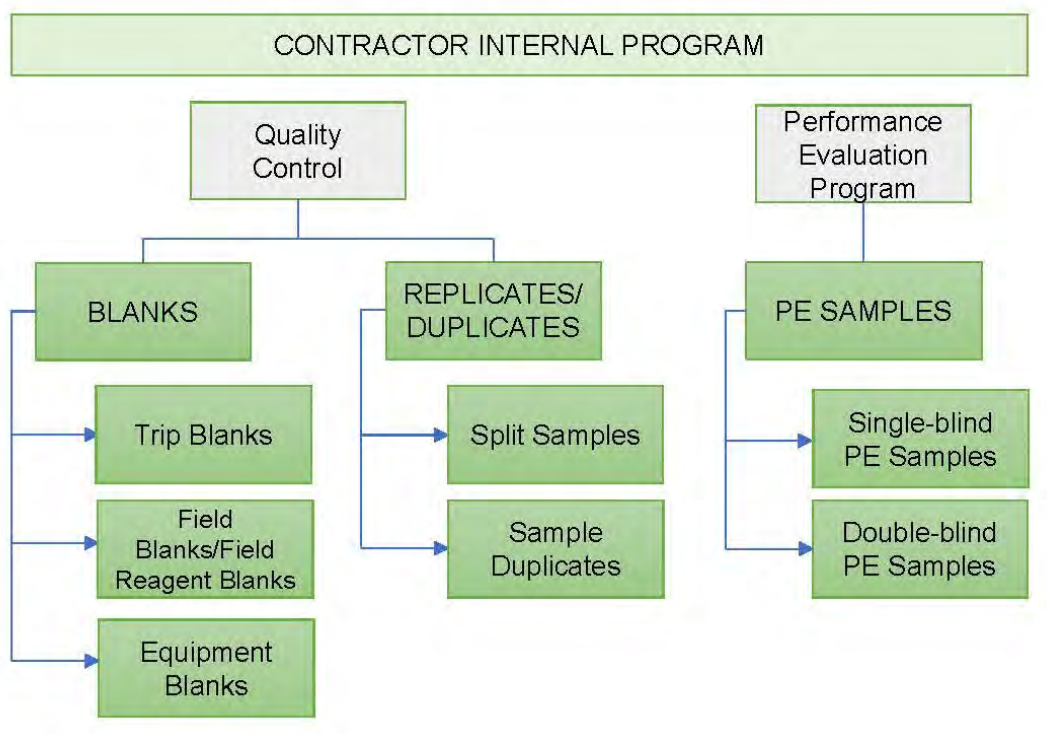 CONTRACTOR INTERNAL PROGRAM
Quality
Control
Performance
Evaluation
Program
BLANKS
REPLICATES/
DUPLICATES
PE SAMPLES
Trip Blanks
Split Samples
Single-blind
PE Samples
Field
Blanks/Field
Reagent Blanks
Sample
Duplicates
Double-blind
PE Samples
Equipment
Blanks